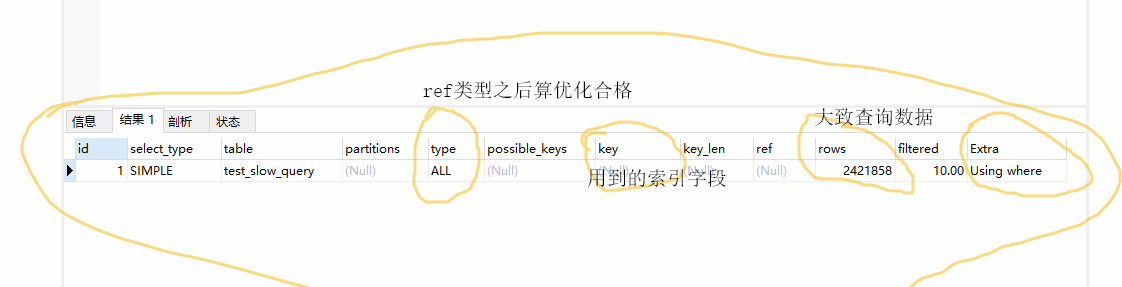 ref类型之后算优化合格
大致查询数据
信息 结果 1 剖析 状态
id select_type table partitions type possible_keys key key_len ref rows filtered Extra
1 SIMPLE test_slow_query (Null) ALL (Null) (Null) (Null) (Null) 2421858 10.00 Using where
用到的索引字段